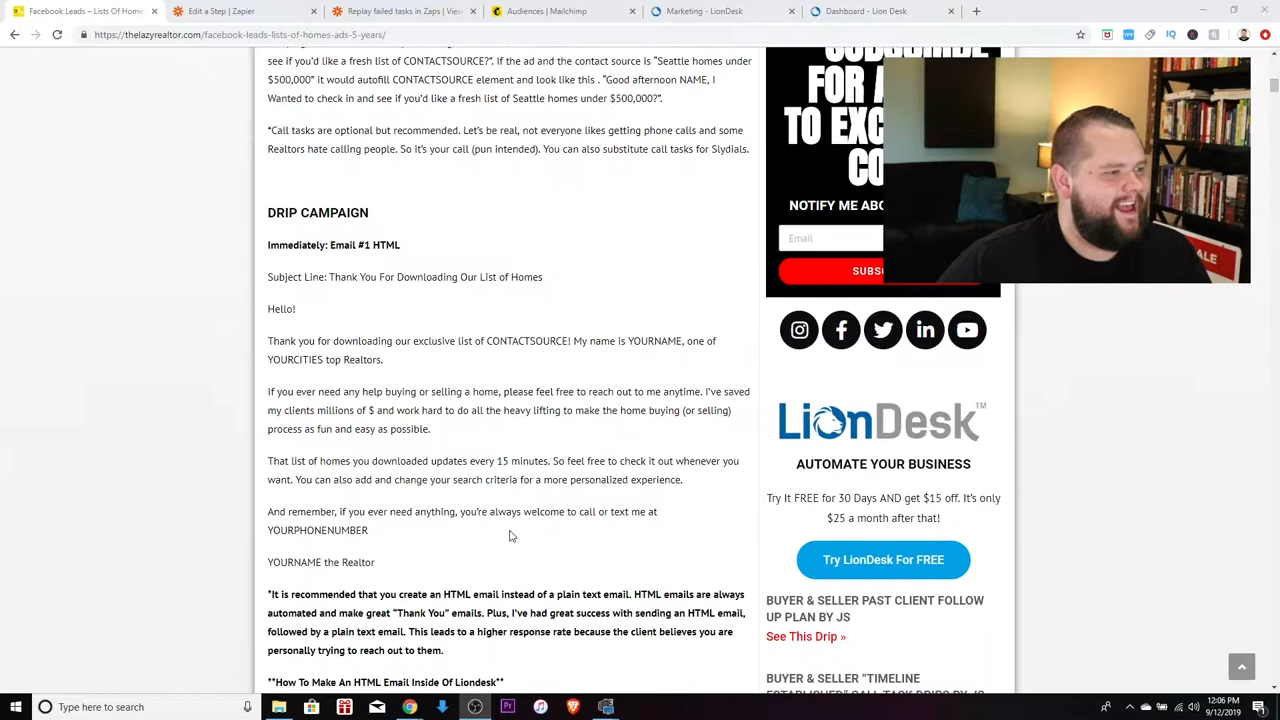 Facebook Leads – Lists Of Home
Edit a Step | Zapier
Replay failed tasks in Zaps | View
Audiences | Mailchimp
Marketing - LionDesk
Dashboard - LionDesk
https://thelazyrealtor.com/facebook-leads-lists-of-homes-ads-5-years/
see if you'd like a fresh list of CONTACTSOURCE?". If the ad and the contact source is "Seattle homes under
$500,000" it would autofill CONTACTSOURCE element and look like this . "Good afternoon NAME, I
Wanted to check in and see if you'd like a fresh list of Seattle homes under $500,000?".
*Call tasks are optional but recommended. Let's be real, not everyone likes getting phone calls and some
Realtors hate calling people. So it's your call (pun intended). You can also substitute call tasks for Slydials.
DRIP CAMPAIGN
Immediately: Email #1 HTML
Subject Line: Thank You For Downloading Our List of Homes
Hello!
Thank you for downloading our exclusive list of CONTACTSOURCE! My name is YOURNAME, one of
YOURCITIES top Realtors.
If you ever need any help buying or selling a home, please feel free to reach out to me anytime. I've saved
my clients millions of $ and work hard to do all the heavy lifting to make the home buying (or selling)
process as fun and easy as possible.
That list of homes you downloaded updates every 15 minutes. So feel free to check it out whenever you
want. You can also add and change your search criteria for a more personalized experience.
And remember, if you ever need anything, you're always welcome to call or text me at
YOURPHONENUMBER
YOURNAME the Realtor
*It is recommended that you create an HTML email instead of a plain text email. HTML emails are always
automated and make great "Thank You" emails. Plus, I've had great success with sending an HTML email,
followed by a plain text email. This leads to a higher response rate because the client believes you are
personally trying to reach out to them.
**How To Make An HTML Email Inside Of Liondesk**
SUBSCRIBE
FOR A
TO EXC
CO
NOTIFY ME ABO
Email
SUBSC
LionDesk™
AUTOMATE YOUR BUSINESS
Try It FREE for 30 Days AND get $15 off. It's only
$25 a month after that!
Try LionDesk For FREE
BUYER & SELLER PAST CLIENT FOLLOW
UP PLAN BY JS
See This Drip »
BUYER & SELLER "TIMELINE
ESTABLISHED" CALL TASK DRIPS BY JS
Type here to search
12:06 PM
9/12/2019